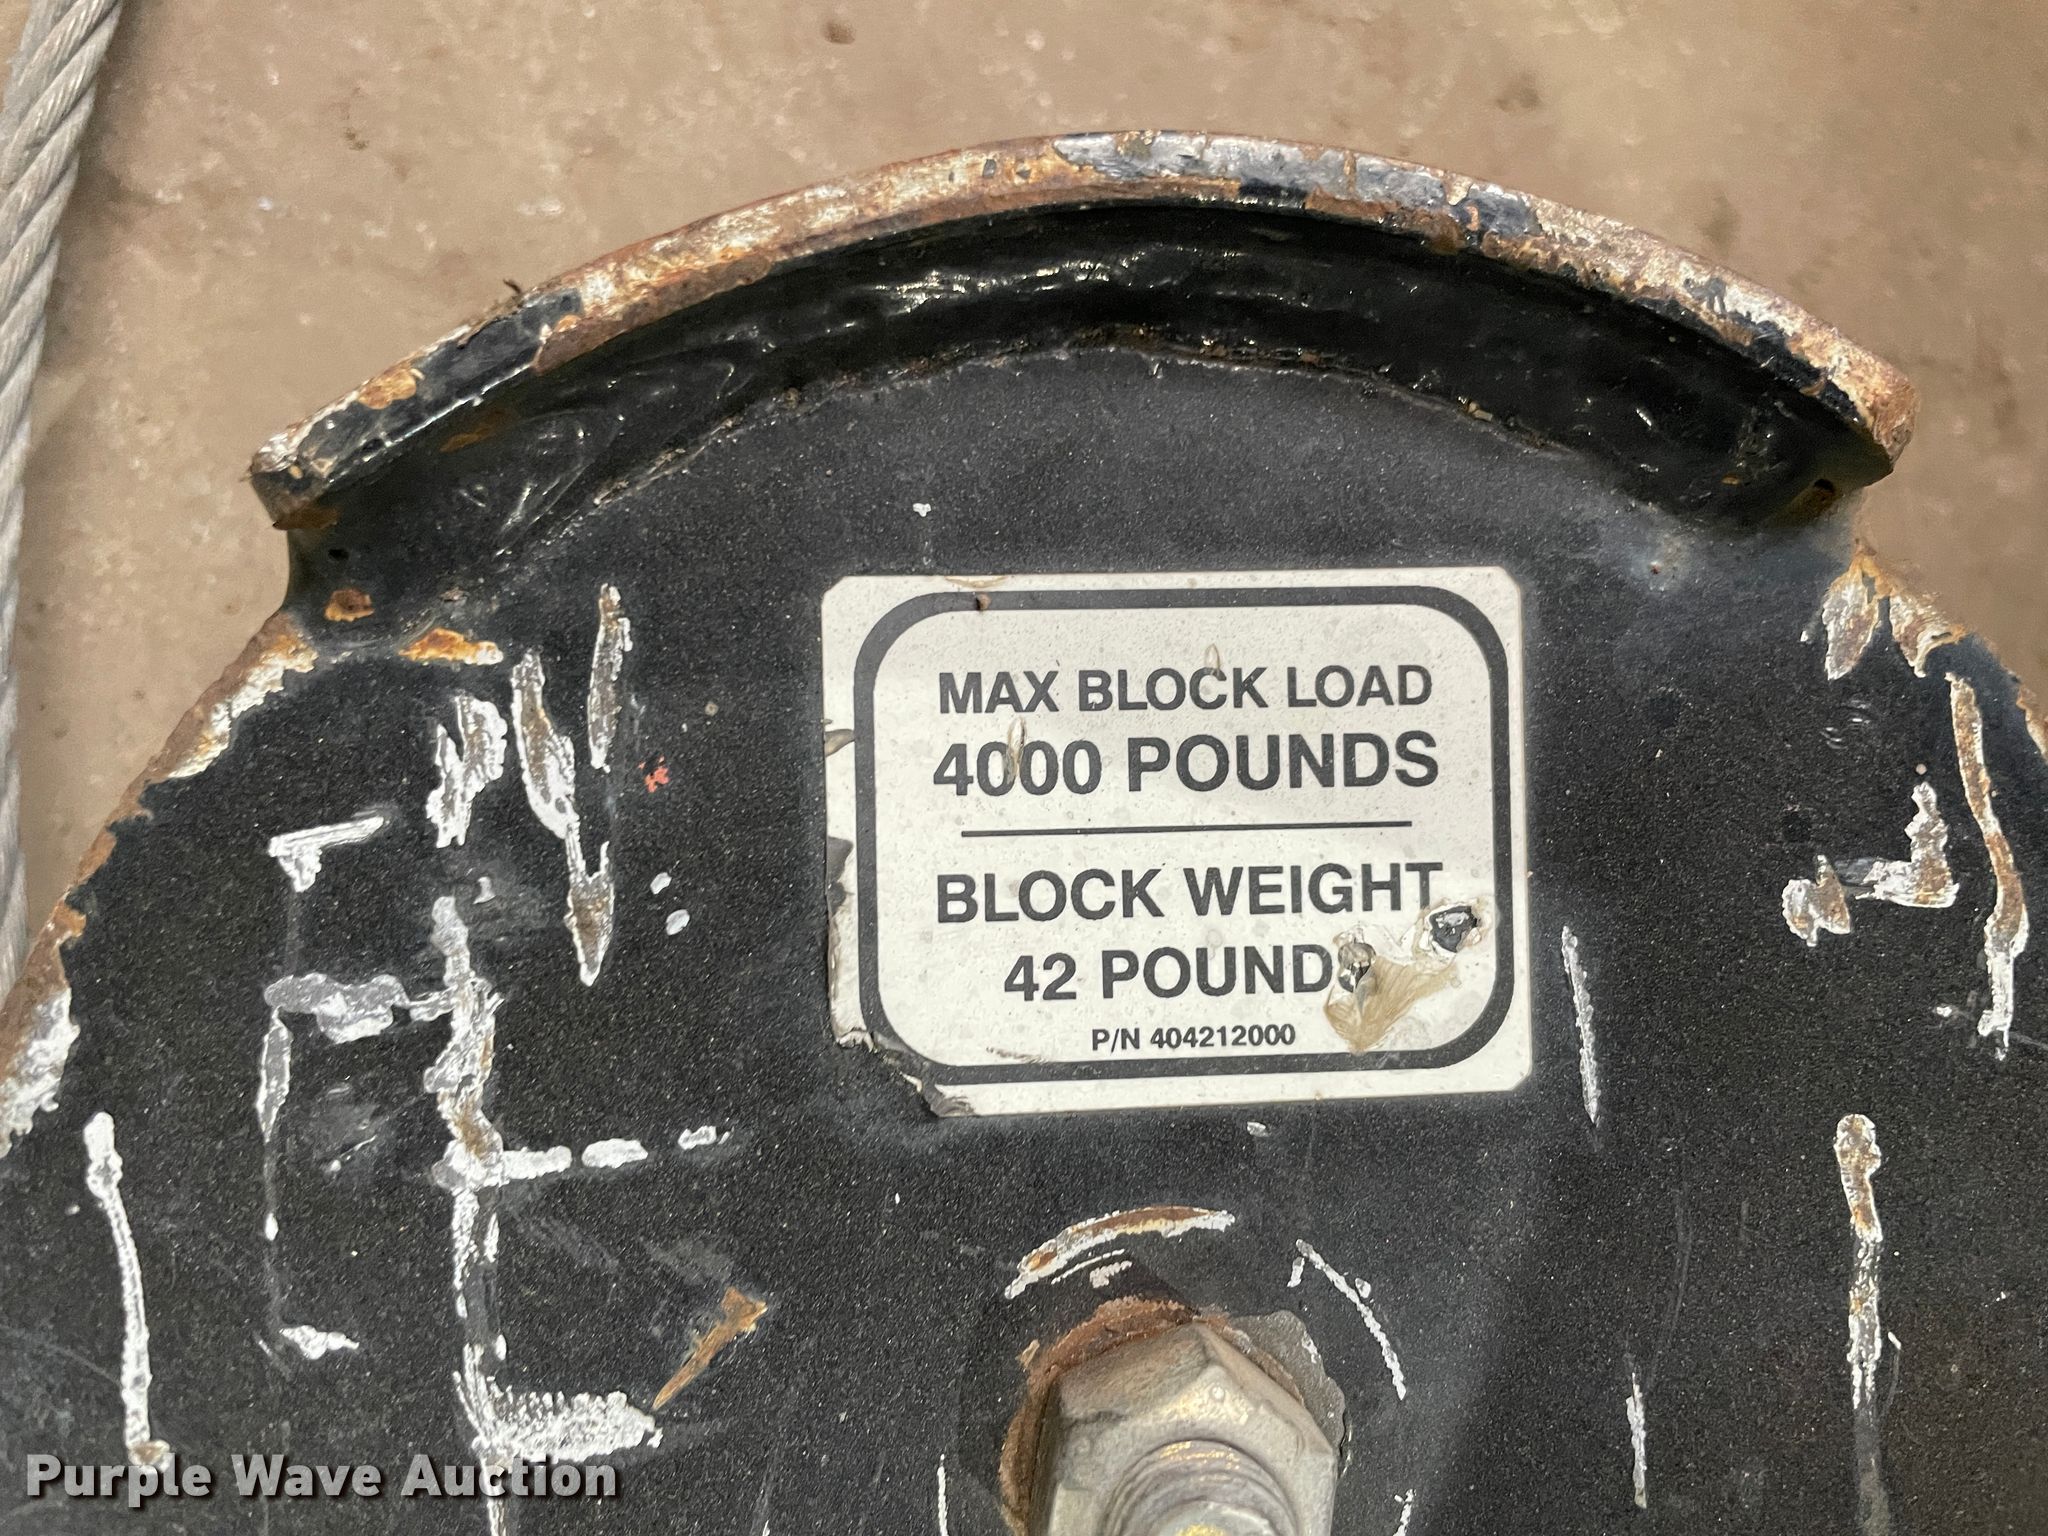 MAX BLOCK LOAD
4000 POUNDS
BLOCK WEIGHT
42 POUNDS
P/N 404212000
Purple Wave Auction